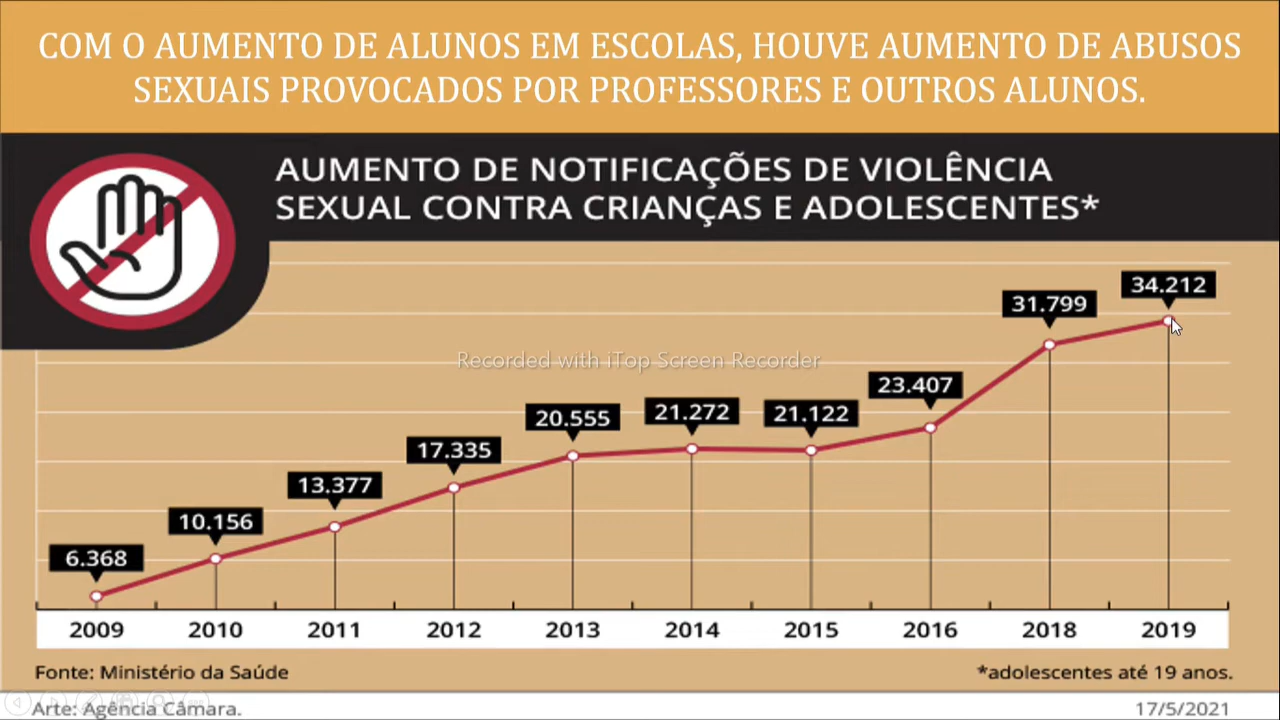 COM O AUMENTO DE ALUNOS EM ESCOLAS, HOUVE AUMENTO DE ABUSOS
SEXUAIS PROVOCADOS POR PROFESSORES E OUTROS ALUNOS.
AUMENTO DE NOTIFICAÇÕES DE VIOLÊNCIA
SEXUAL CONTRA CRIANÇAS E ADOLESCENTES*
34.212
31.799
Recorded with iTop Screen Recorder
23.407
21.122
21.272
20.555
17.335
13.377
10.156
6.368
2009 2010 2011 2012 2013 2014 2015 2016 2018 2019
Fonte: Ministério da Saúde *adolescentes até 19 anos.
Arte: Agência Câmara. 17/5/2021